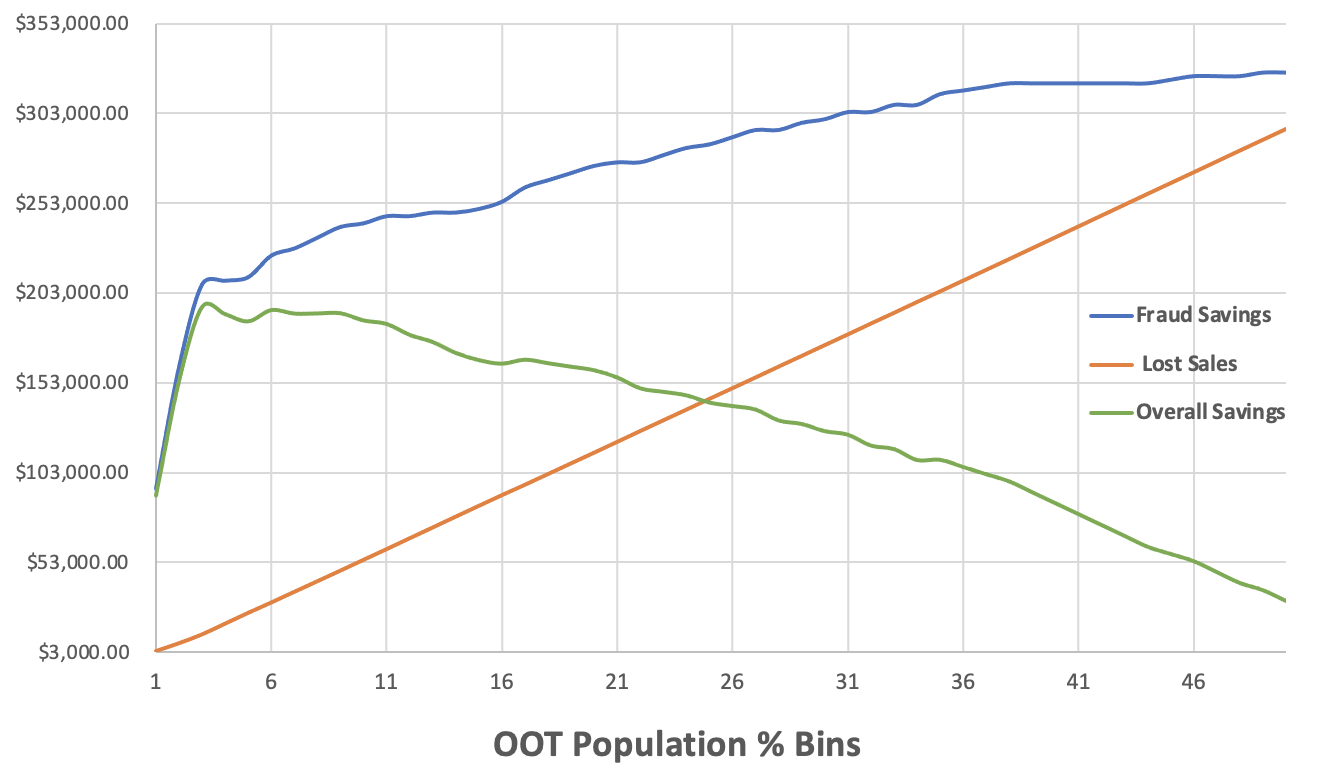 $353,000.00
$303,000.00
$253,000.00
$203,000.00
$153,000.00
$103,000.00
$53,000.00
$3,000.00
Fraud Savings
Lost Sales
Overall Savings
1 6 11 16 21 26 31 36 41 46
OOT Population % Bins